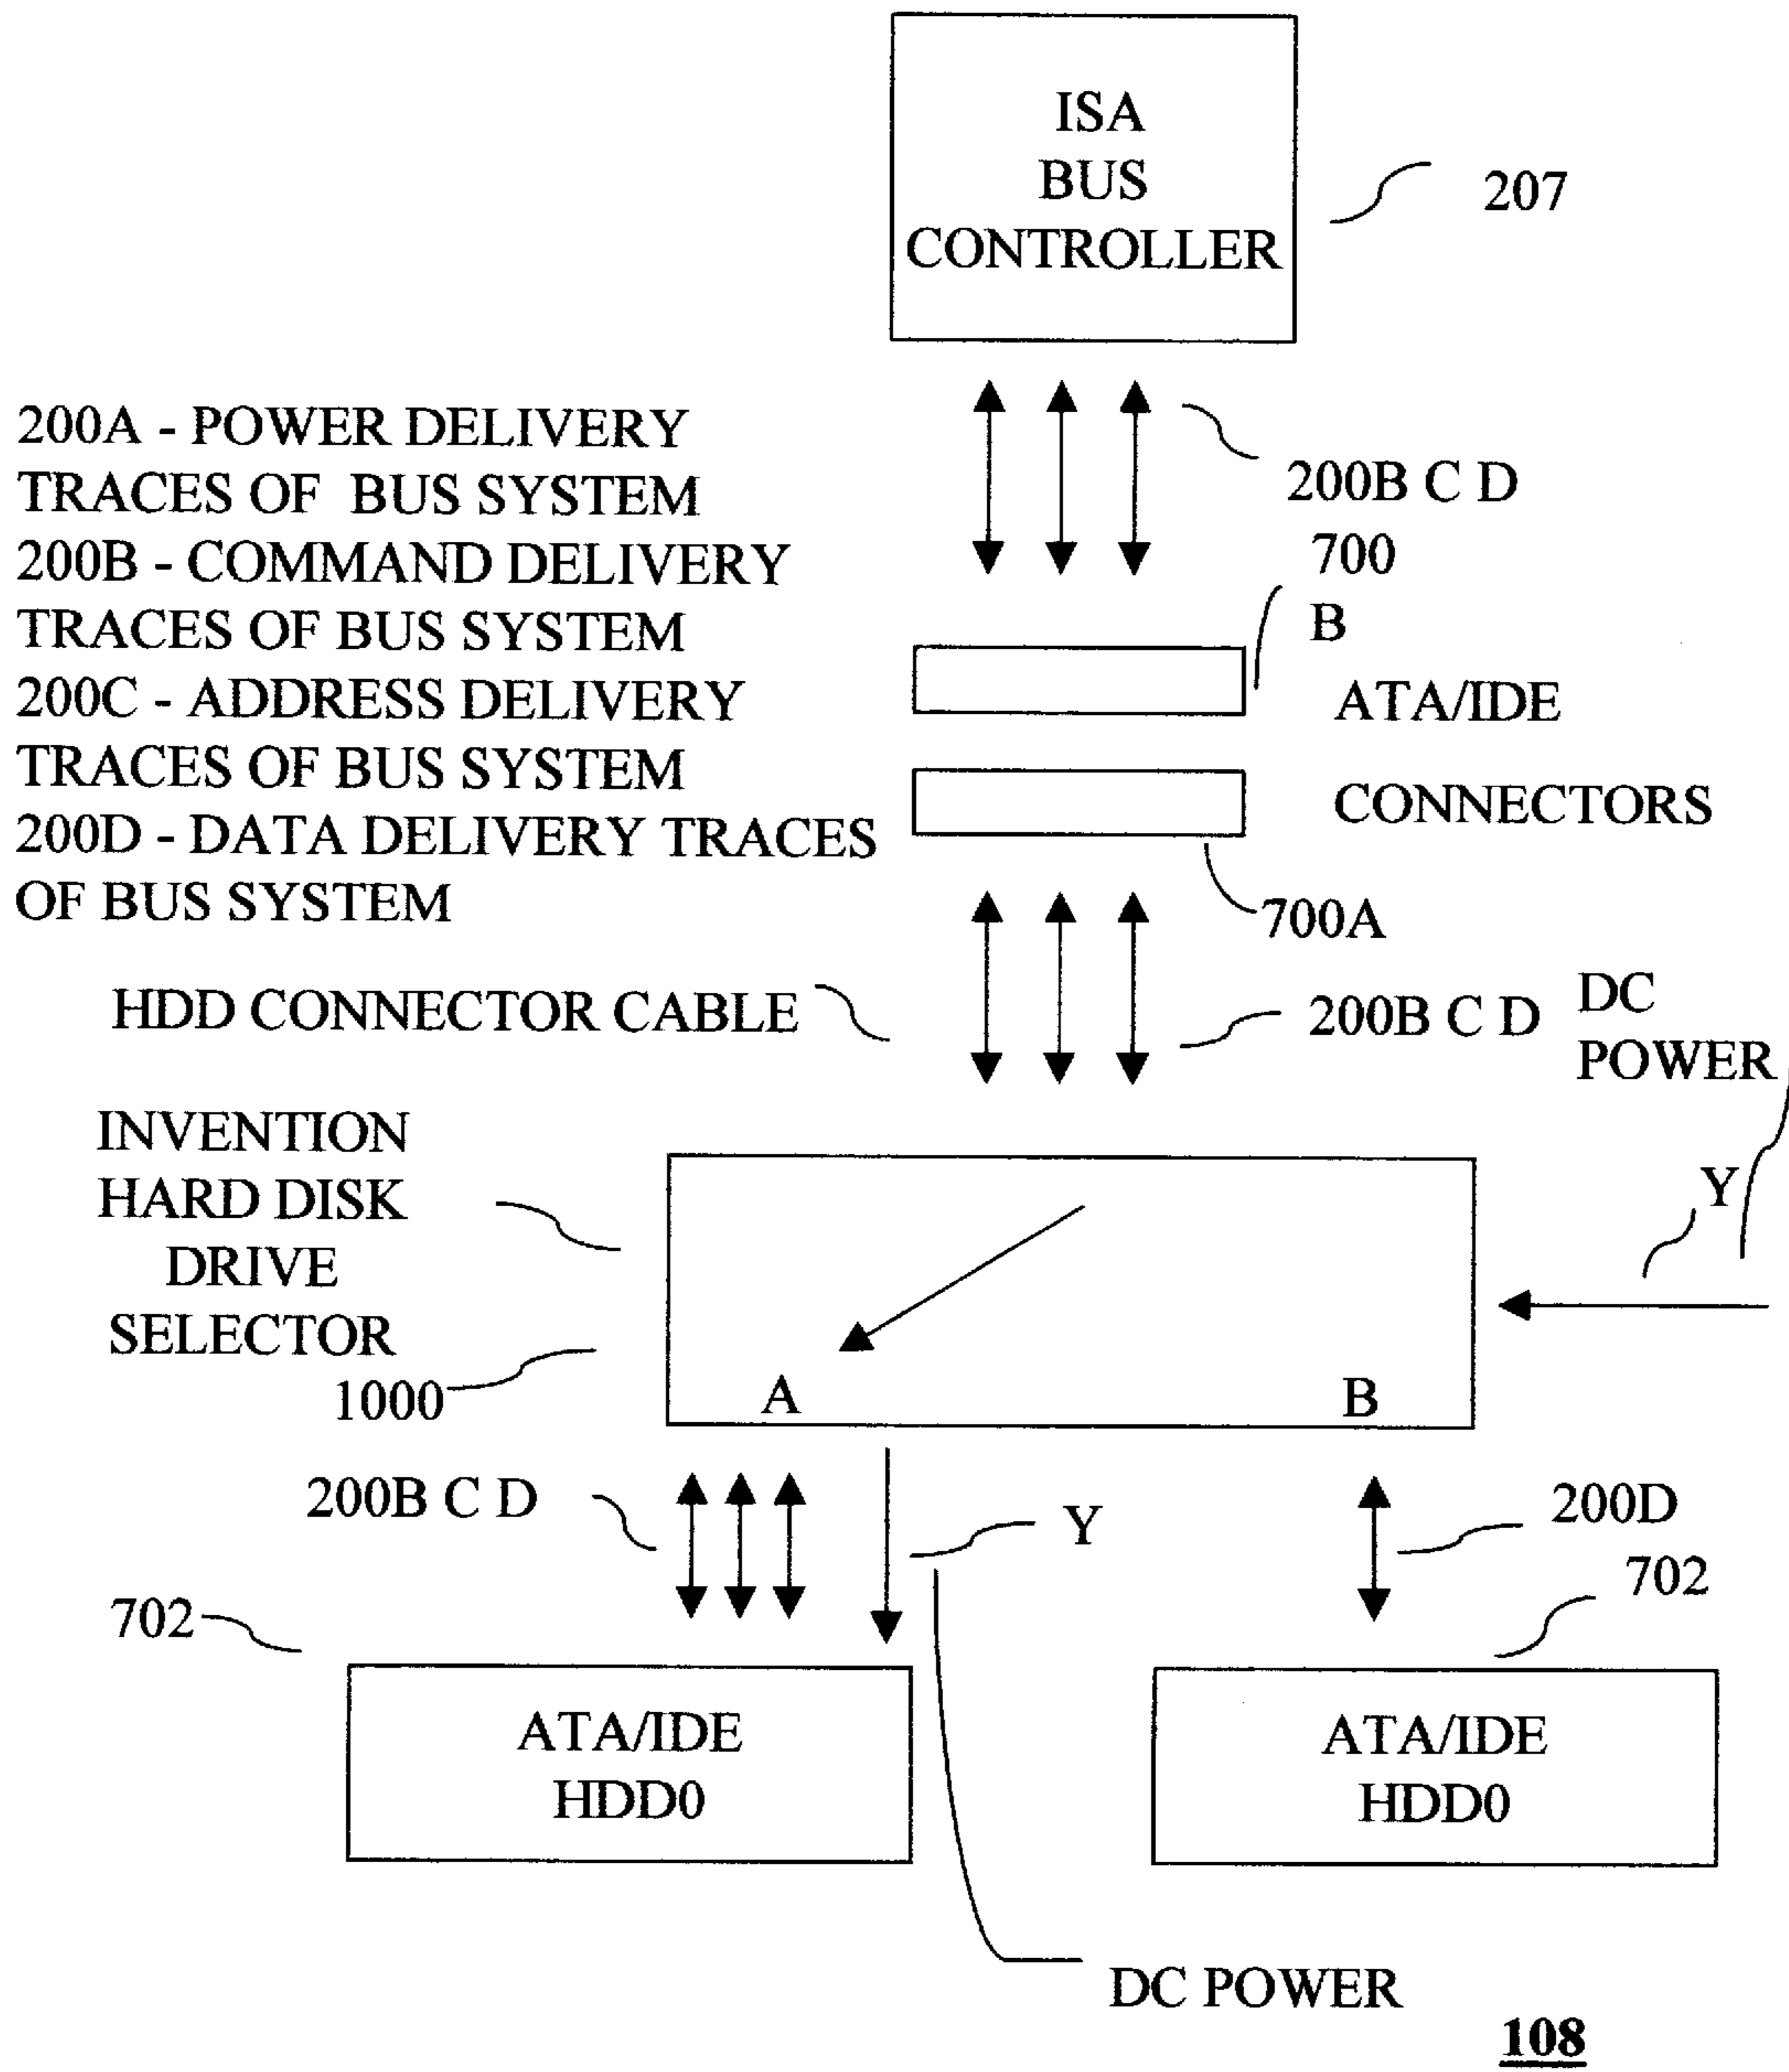 ISA
BUS
CONTROLLER
207
200A - POWER DELIVERY
TRACES OF BUS SYSTEM
200B - COMMAND DELIVERY
TRACES OF BUS SYSTEM
200C - ADDRESS DELIVERY
TRACES OF BUS SYSTEM
200D - DATA DELIVERY TRACES
OF BUS SYSTEM
200B C D
700
B
ATA/IDE
CONNECTORS
700A
HDD CONNECTOR CABLE
200B C D
DC
POWER
INVENTION
HARD DISK
DRIVE
SELECTOR
1000
Y
A
B
200B C D
Y
200D
702
702
ATA/IDE
HDD0
ATA/IDE
HDD0
DC POWER
108